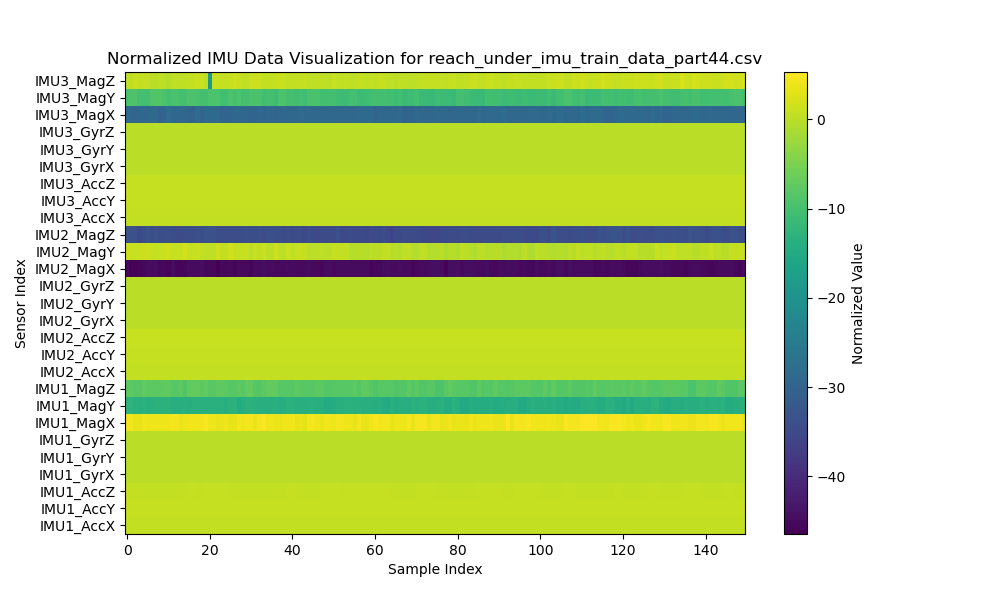 Normalized IMU Data Visualization for reach_under_imu_train_data_part44.csv
IMU3_MagZ
IMU3_MagY
IMU3_MagX
IMU3_GyrZ
IMU3_GyrY
IMU3_GyrX
IMU3_AccZ
IMU3_AccY
IMU3_AccX
IMU2_MagZ
IMU2_MagY
IMU2_MagX
IMU2_GyrZ
IMU2_GyrY
IMU2_GyrX
IMU2_AccZ
IMU2_AccY
IMU2_AccX
IMU1_MagZ
IMU1_MagY
IMU1_MagX
IMU1_GyrZ
IMU1_GyrY
IMU1_GyrX
IMU1_AccZ
IMU1_AccY
IMU1_AccX
Sensor Index
0 20 40 60 80 100 120 140
Sample Index
0
−10
−20
−30
−40
Normalized Value